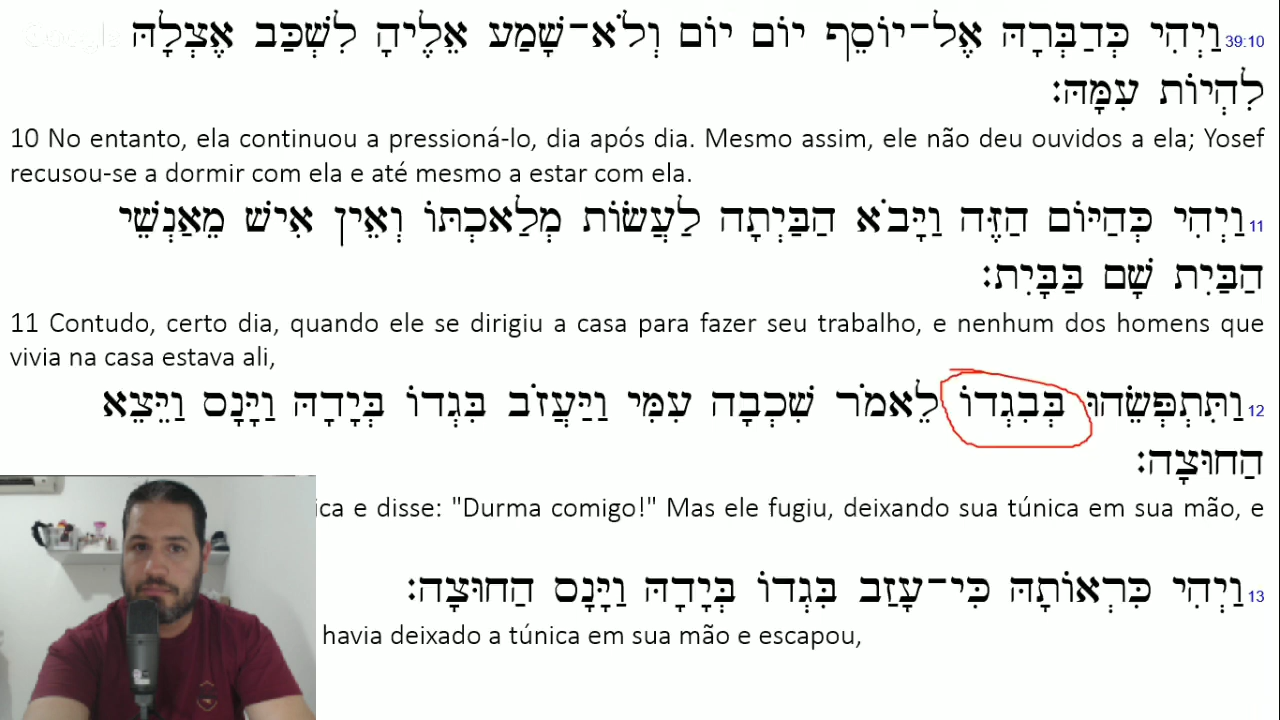 39:10 וַיְהִי כְּדַבְּרָהּ אֶל־יוֹסֵף יוֹם יוֹם וְלֹא־שָׁמַע אֵלֶיהָ לִשְׁכַּב אֶצְלָהּ
לִהְיוֹת עִמָּהּ׃
10 No entanto, ela continuou a pressioná-lo, dia após dia. Mesmo assim, ele não deu ouvidos a ela; Yosef
recusou-se a dormir com ela e até mesmo a estar com ela.
11 וַיְהִי כְּהַיּוֹם הַזֶּה וַיָּבֹא הַבַּיְתָה לַעֲשׂוֹת מְלַאכְתּוֹ וְאֵין אִישׁ מֵאַנְשֵׁי
הַבַּיִת שָׁם בַּבָּיִת׃
11 Contudo, certo dia, quando ele se dirigiu a casa para fazer seu trabalho, e nenhum dos homens que
vivia na casa estava ali,
12 וַתִּתְפְּשֵׂהוּ בְּבִגְדוֹ לֵאמֹר שִׁכְבָה עִמִּי וַיַּעֲזֹב בִּגְדוֹ בְּיָדָהּ וַיָּנָס וַיֵּצֵא
הַחוּצָה׃
ica e disse: "Durma comigo!" Mas ele fugiu, deixando sua túnica em sua mão, e
13 וַיְהִי כִּרְאוֹתָהּ כִּי־עָזַב בִּגְדוֹ בְּיָדָהּ וַיָּנָס הַחוּצָה׃
havia deixado a túnica em sua mão e escapou,